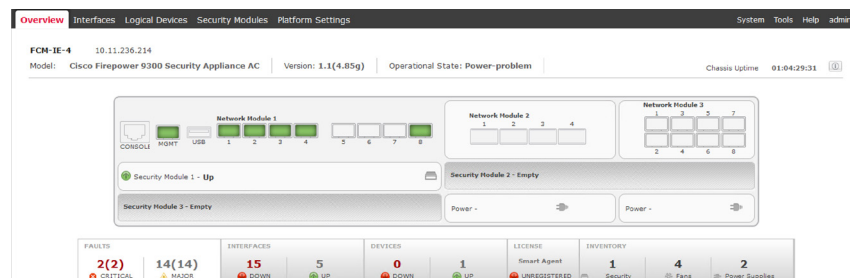 Overview Interfaces Logical Devices Security Modules Platform Settings System Tools Help admin
FCM-IE-4 10.11.236.214
Model: Cisco Firepower 9300 Security Appliance AC Version: 1.1(4.85g) Operational State: Power-problem Chassis Uptime 01:04:29:31
Network Module 1
CONSOLE MGMT USB 1 2 3 4 5 6 7 8
Network Module 2
1 2 3 4
Network Module 3
1 3 5 7
2 4 6 8
Security Module 1 - Up
Security Module 2 - Empty
Security Module 3 - Empty
Power -
Power -
FAULTS INTERFACES DEVICES LICENSE INVENTORY
2(2) 14(14) 15 5 0 1 Smart Agent 1 4 2
CRITICAL MAJOR DOWN UP DOWN UP UNREGISTERED Security Fans Power Supplies